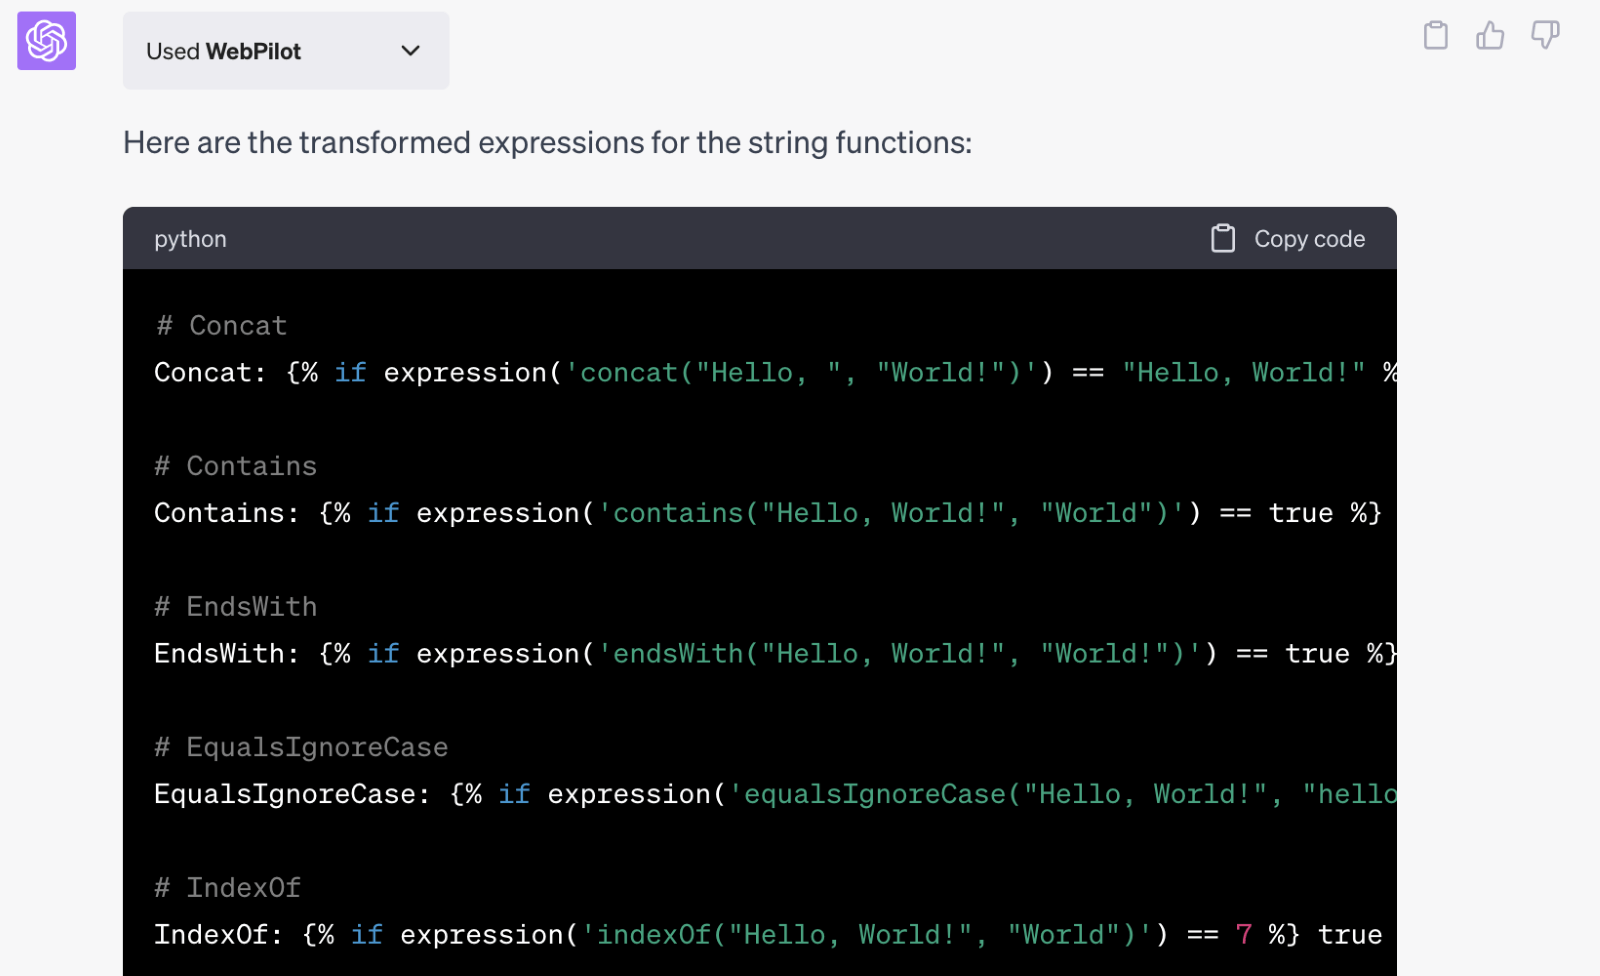 Used WebPilot
Here are the transformed expressions for the string functions:
python
Copy code
# Concat
Concat: {% if expression('concat("Hello, ", "World!")') == "Hello, World!" %
# Contains
Contains: {% if expression('contains("Hello, World!", "World")') == true %}
# EndsWith
EndsWith: {% if expression('endsWith("Hello, World!", "World!")') == true %}
# EqualsIgnoreCase
EqualsIgnoreCase: {% if expression('equalsIgnoreCase("Hello, World!", "hello
# IndexOf
IndexOf: {% if expression('indexOf("Hello, World!", "World")') == 7 %} true